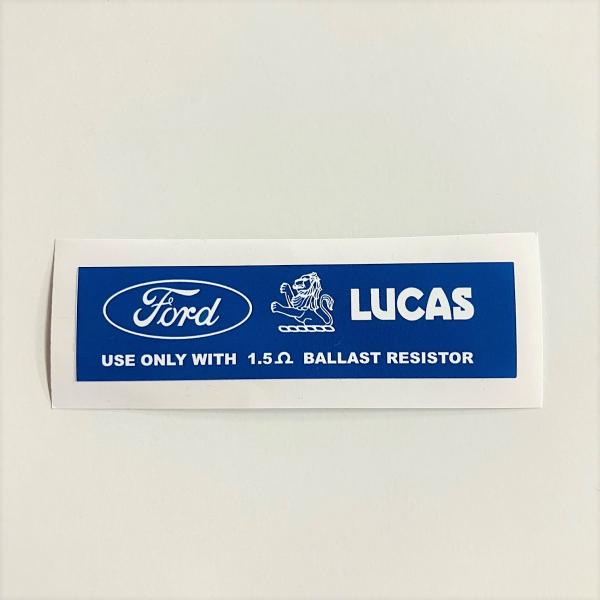 Ford LUCAS
USE ONLY WITH 1.5Ω BALLAST RESISTOR